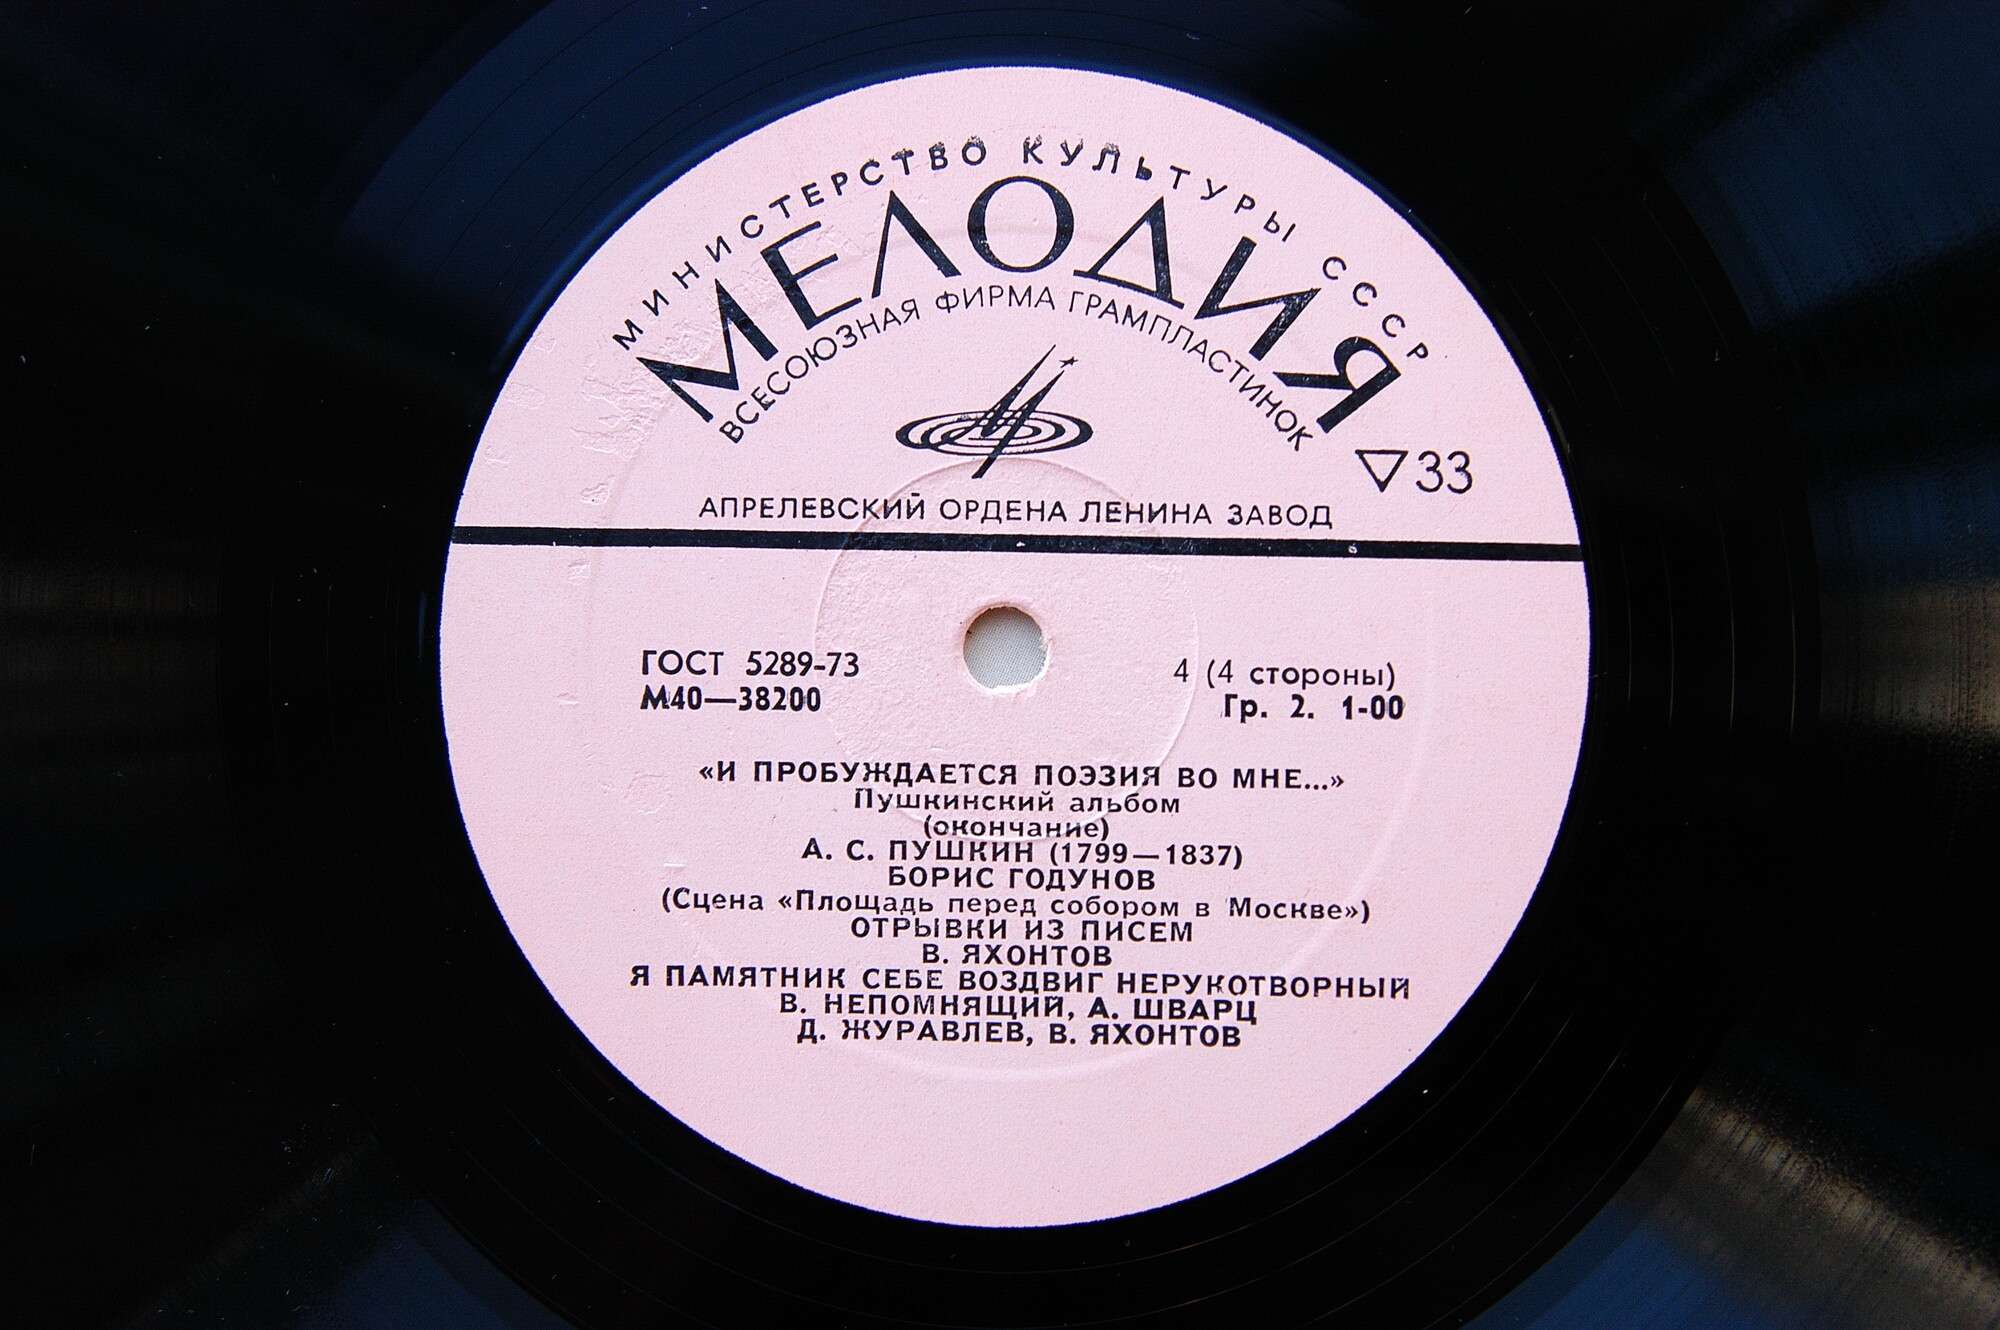 МИНИСТЕРСТВО КУЛЬТУРЫ СССР
МЕЛОДИЯ
ВСЕСОЮЗНАЯ ФИРМА ГРАМПЛАСТИНОК
▽33
АПРЕЛЕВСКИЙ ОРДЕНА ЛЕНИНА ЗАВОД
ГОСТ 5289-73
4 (4 стороны)
М40—38200
Гр. 2. 1-00
«И ПРОБУЖДАЕТСЯ ПОЭЗИЯ ВО МНЕ...»
Пушкинский альбом
(окончание)
А. С. ПУШКИН (1799—1837)
БОРИС ГОДУНОВ
(Сцена «Площадь перед собором в Москве»)
ОТРЫВКИ ИЗ ПИСЕМ
В. ЯХОНТОВ
Я ПАМЯТНИК СЕБЕ ВОЗДВИГ НЕРУКОТВОРНЫЙ
В. НЕПОМНЯЩИЙ, А. ШВАРЦ
Д. ЖУРАВЛЕВ, В. ЯХОНТОВ